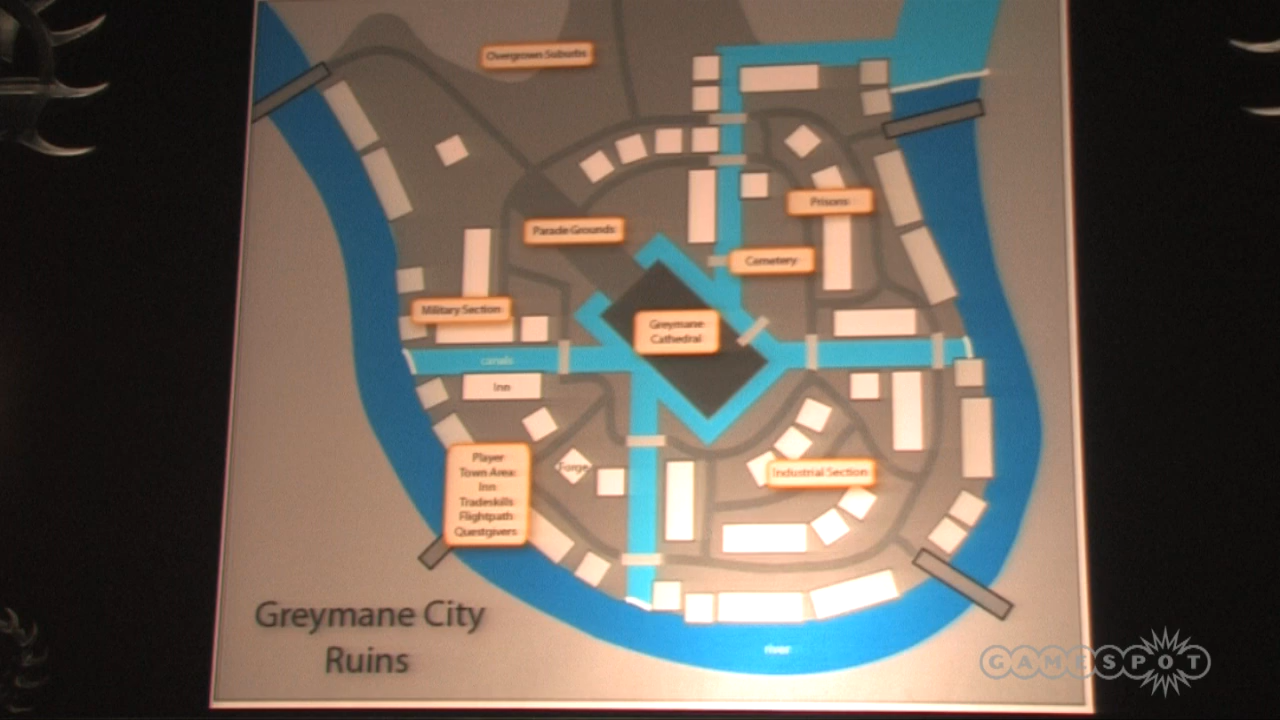 Overgrown Suburbs
Prisons
Parade Grounds
Cemetery
Military Section
Greymane
Cathedral
canals
Inn
Player
Town Area:
Inn
Tradeskills
Flightpath
Questgivers
Forge
Industrial Section
Greymane City
Ruins
river
GAMESPOT